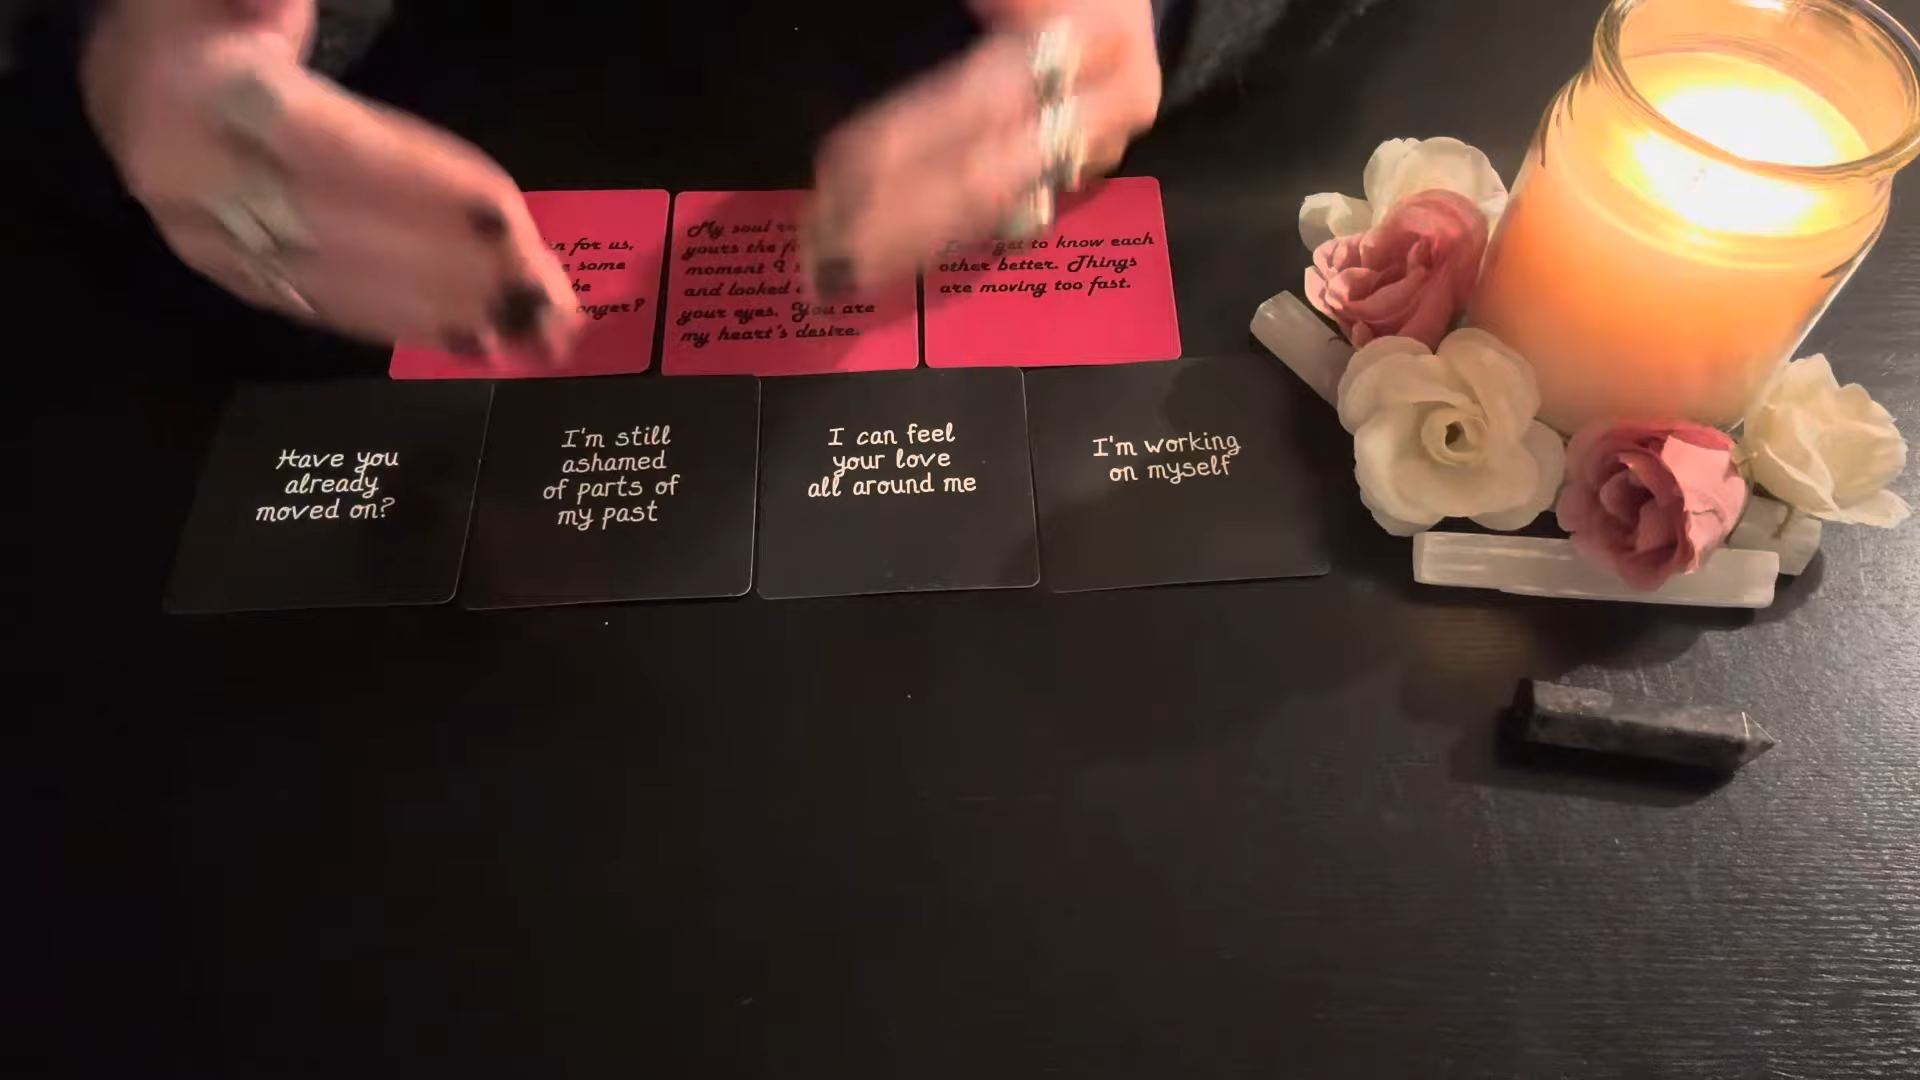 for us,
some
be
My soul
yours the
moment I
and looked
your eyes. You are
my heart's desire.
get to know each
other better. Things
are moving too fast.
Have you
already
moved on?
I'm still
ashamed
of parts of
my past
I can feel
your love
all around me
I'm working
on myself